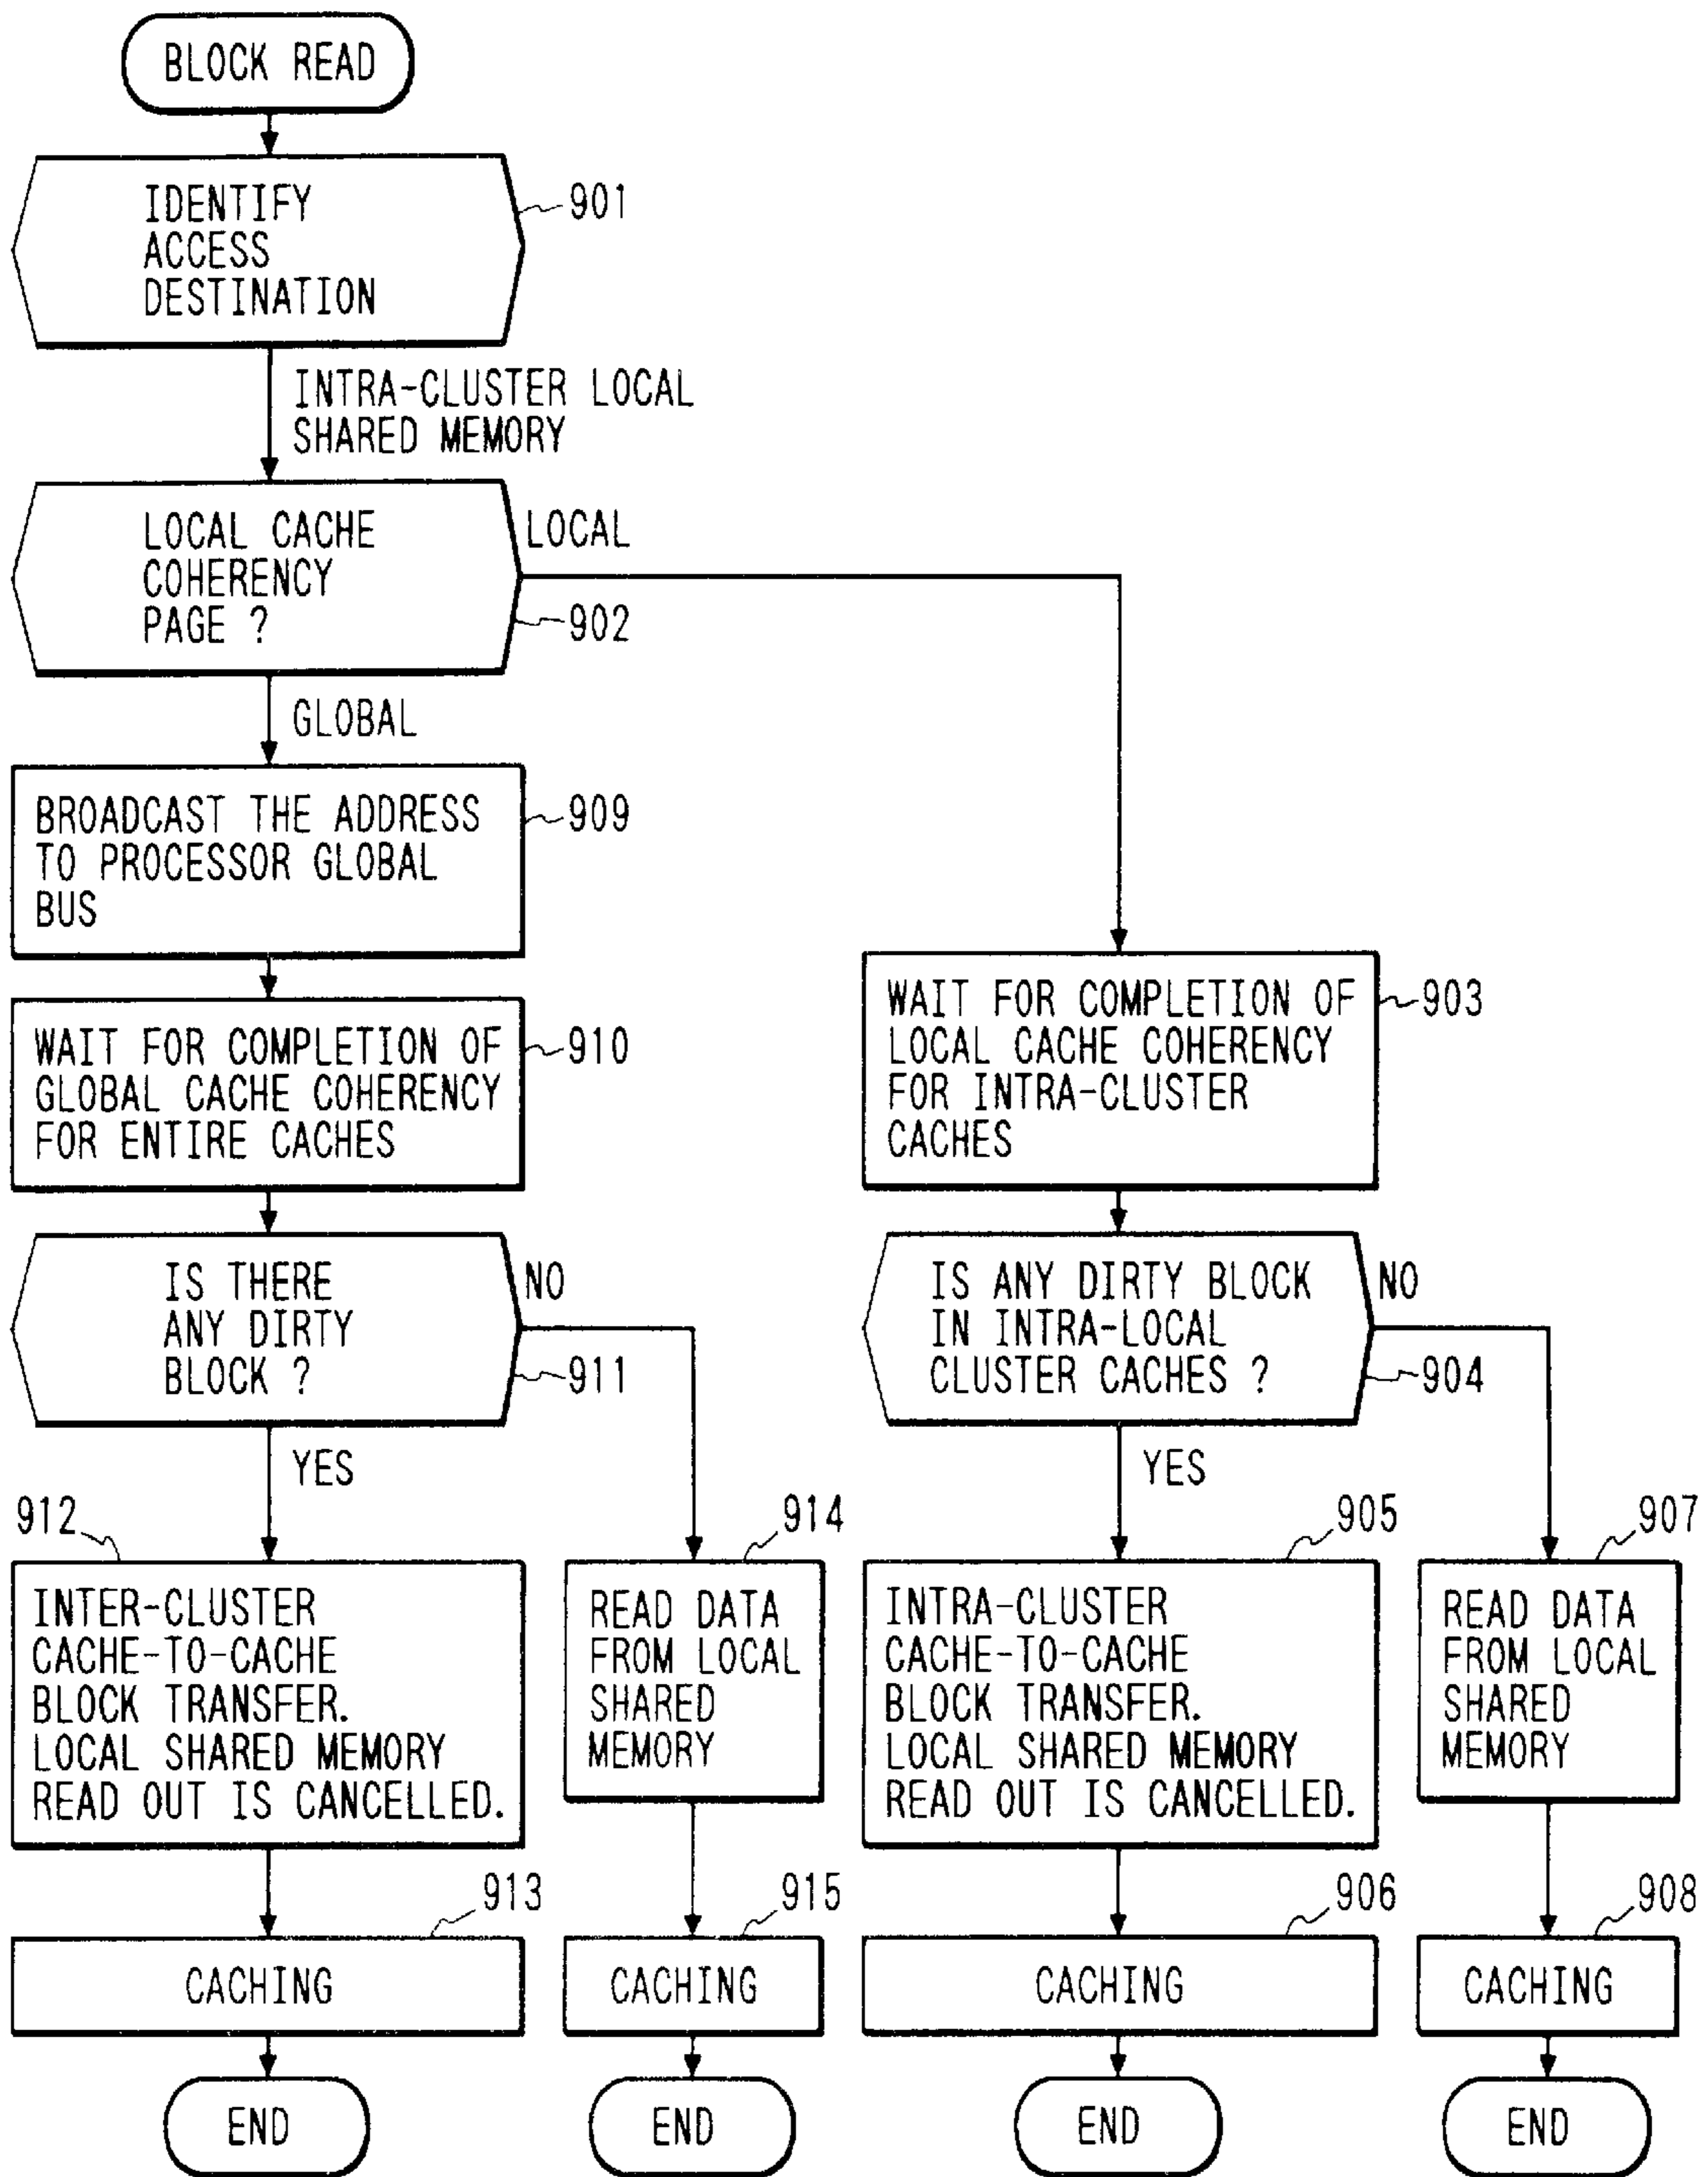 BLOCK READ
IDENTIFY
ACCESS
DESTINATION
901
INTRA-CLUSTER LOCAL
SHARED MEMORY
LOCAL CACHE
COHERENCY
PAGE ?
LOCAL
902
GLOBAL
BROADCAST THE ADDRESS
TO PROCESSOR GLOBAL
BUS
909
WAIT FOR COMPLETION OF
GLOBAL CACHE COHERENCY
FOR ENTIRE CACHES
910
WAIT FOR COMPLETION OF
LOCAL CACHE COHERENCY
FOR INTRA-CLUSTER
CACHES
903
IS THERE
ANY DIRTY
BLOCK ?
NO
911
YES
IS ANY DIRTY BLOCK
IN INTRA-LOCAL
CLUSTER CACHES ?
NO
904
YES
912
INTER-CLUSTER
CACHE-TO-CACHE
BLOCK TRANSFER.
LOCAL SHARED MEMORY
READ OUT IS CANCELLED.
914
READ DATA
FROM LOCAL
SHARED
MEMORY
905
INTRA-CLUSTER
CACHE-TO-CACHE
BLOCK TRANSFER.
LOCAL SHARED MEMORY
READ OUT IS CANCELLED.
907
READ DATA
FROM LOCAL
SHARED
MEMORY
913
CACHING
915
CACHING
906
CACHING
908
CACHING
END
END
END
END